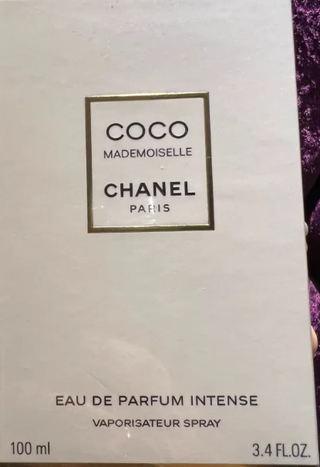 COCO
MADEMOISELLE
CHANEL
PARIS
EAU DE PARFUM INTENSE
VAPORISATEUR SPRAY
100 ml 3.4 FL.OZ.